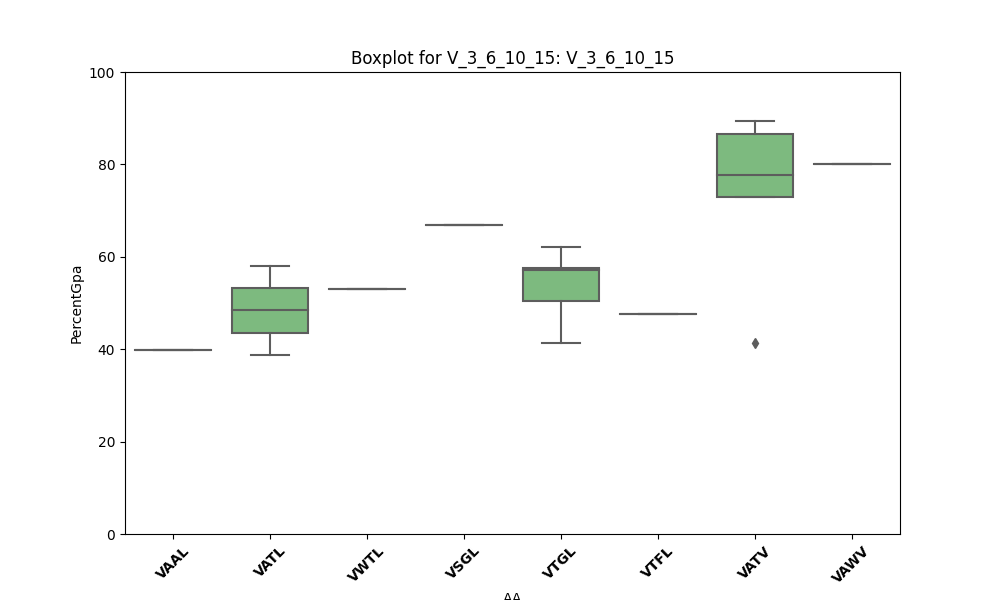 Boxplot for V_3_6_10_15: V_3_6_10_15
100
80
60
40
20
0
PercentGpa
VAAL
VATL
VWTL
VSGL
VTGL
VTFL
VATV
VAWV
AA